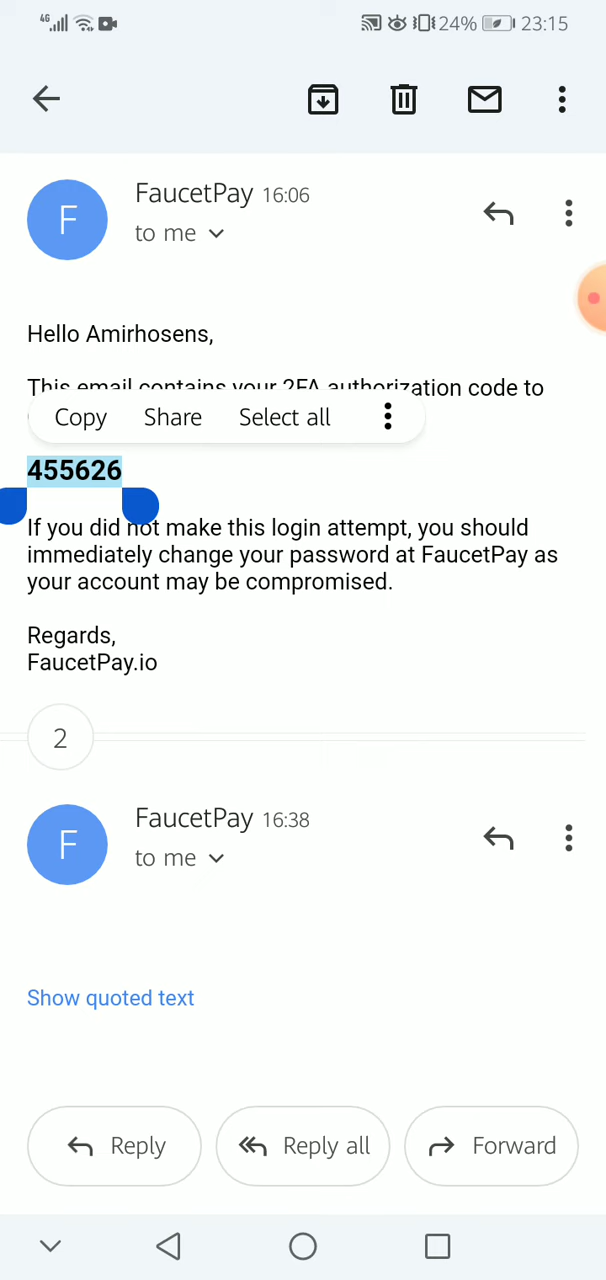 4G
24% 23:15
FaucetPay 16:06
F
to me
Hello Amirhosens,
This email contains your 2FA authorization code to
Copy Share Select all
455626
If you did not make this login attempt, you should
immediately change your password at FaucetPay as
your account may be compromised.
Regards,
FaucetPay.io
2
FaucetPay 16:38
F
to me
Show quoted text
Reply Reply all Forward